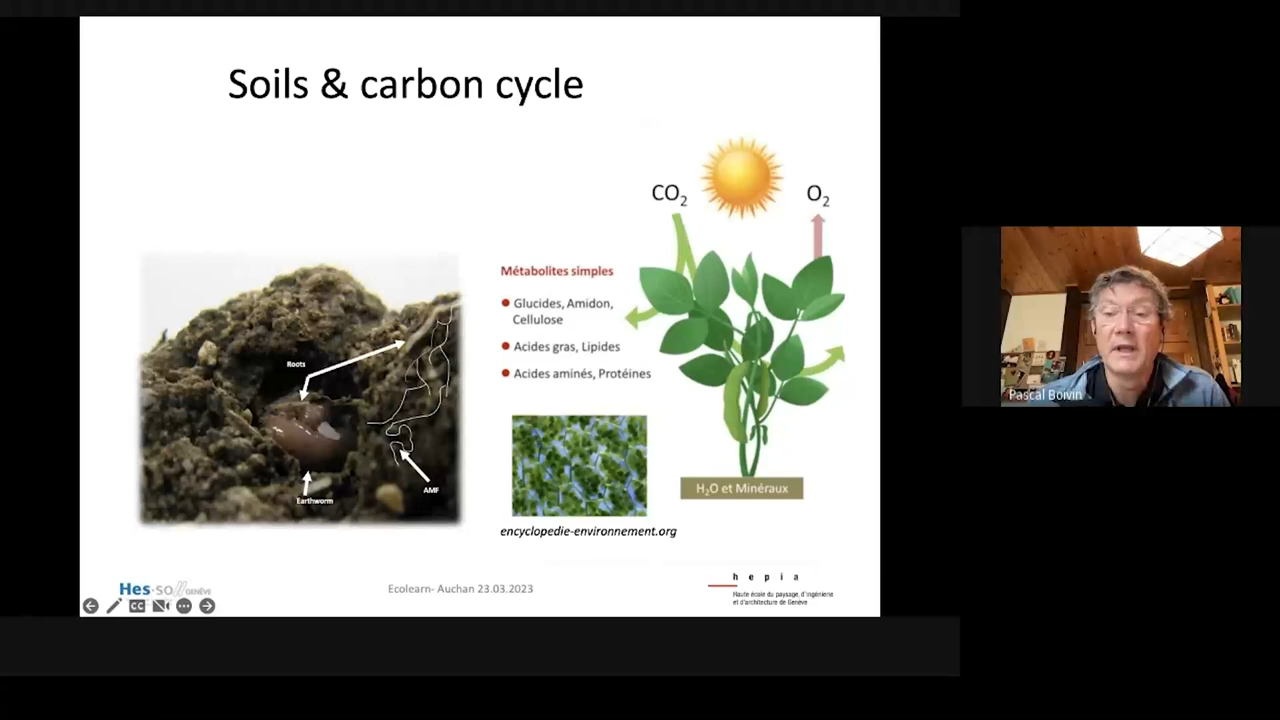 Soils & carbon cycle
CO₂
O₂
Métabolites simples
Glucides, Amidon,
Cellulose
Acides gras, Lipides
Acides aminés, Protéines
H₂O et Minéraux
encyclopedie-environnement.org
Roots
Earthworm
AMF
Hes·so// GENÈVE
Ecolearn- Auchan 23.03.2023
h e p i a
Haute école du paysage, d'ingénierie
et d'architecture de Genève
CC
Pascal Boivin